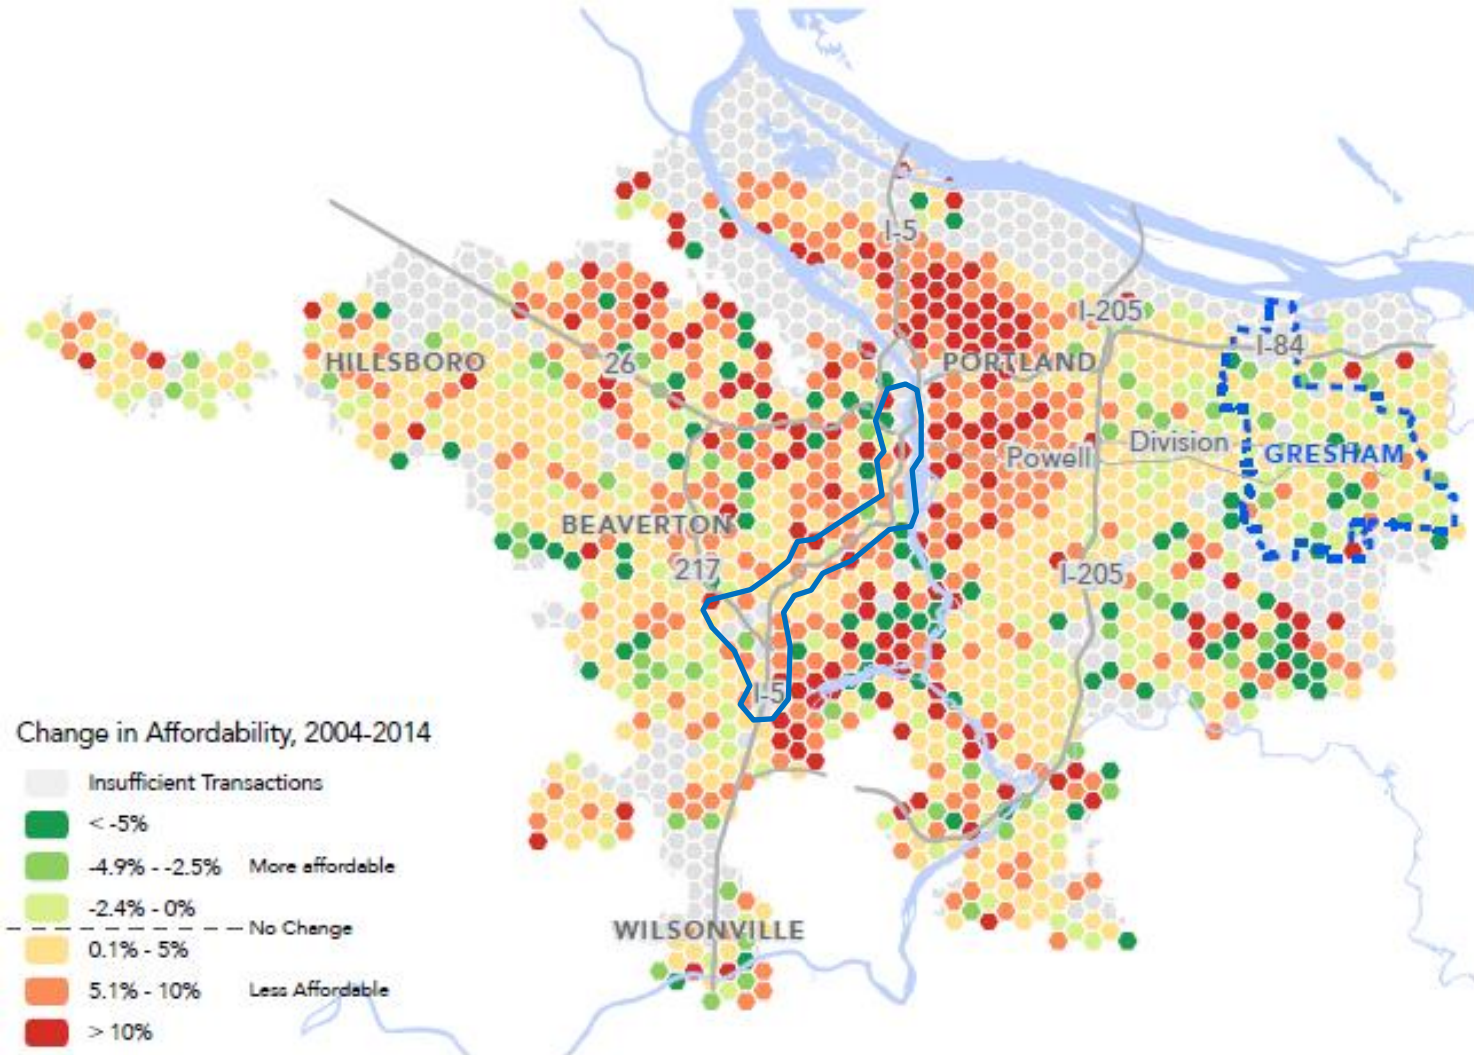 I-5
I-205
HILLSBORO
26
PORTLAND
I-84
Powell
Division
GRESHAM
BEAVERTON
217
I-205
I-5
WILSONVILLE
Change in Affordability, 2004-2014
Insufficient Transactions
< -5%
-4.9% - -2.5% More affordable
-2.4% - 0%
No Change
0.1% - 5%
5.1% - 10% Less Affordable
> 10%